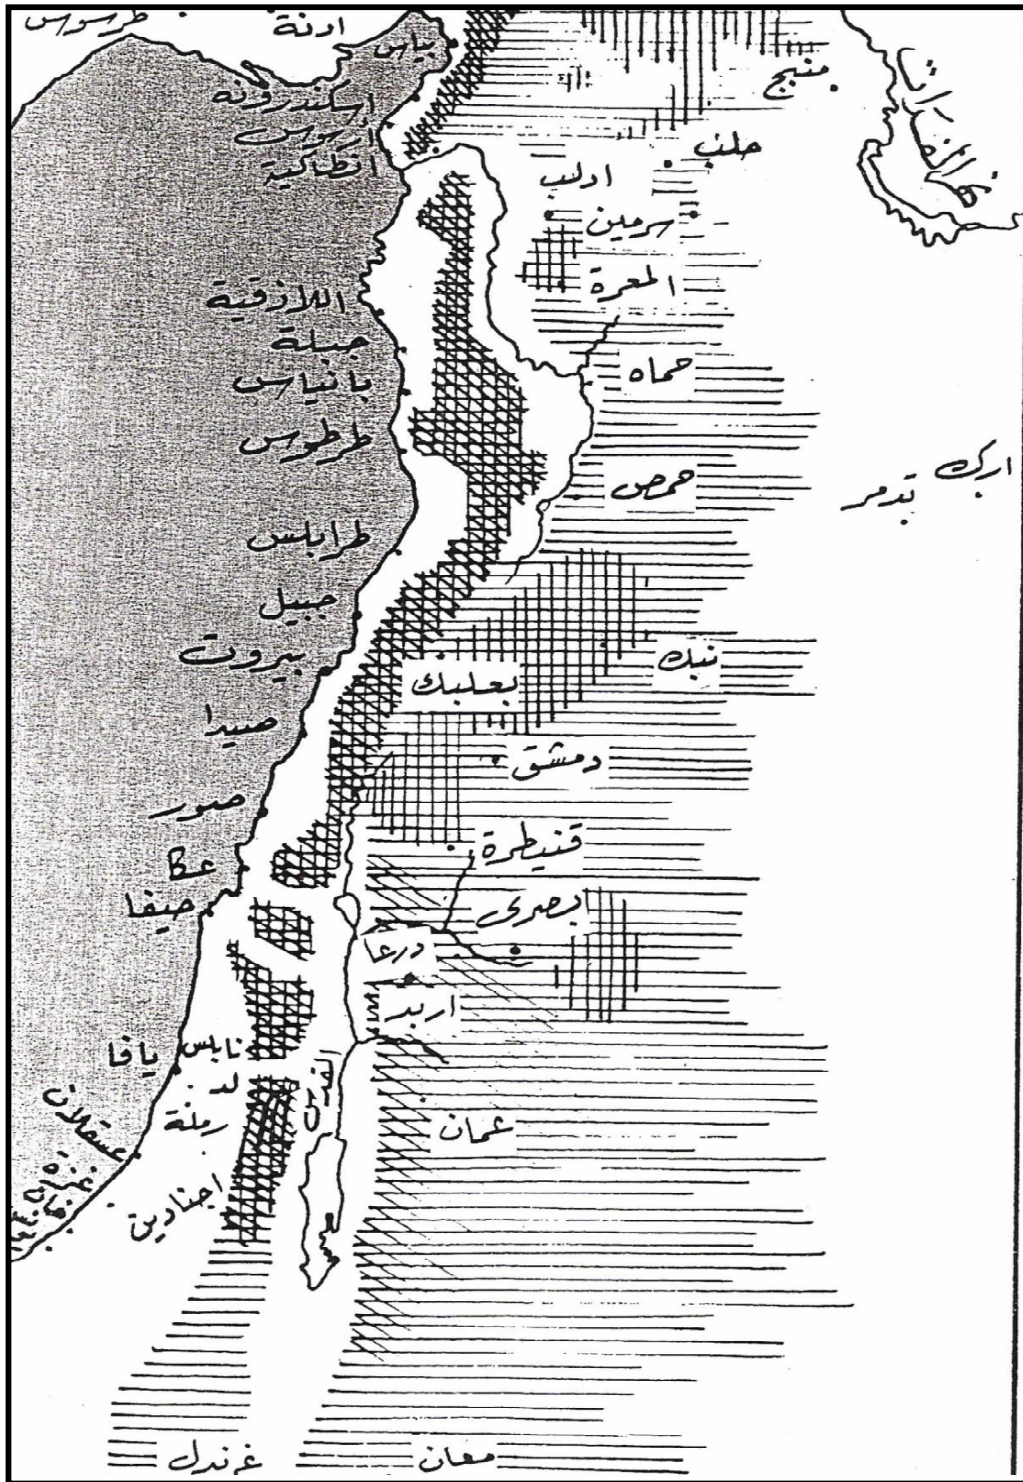 ادنة
طرسوس
بياس
اسكندرونة
ارسوس
انطاكية
منبج
نهر الفرات
حلب
ادلب
سرمين
المعرة
اللاذقية
جبلة
بانياس
حماه
طرطوس
حمص
ارك
تدمر
طرابلس
جبيل
بيروت
نبك
بعلبك
صيدا
دمشق
صور
قنيطرة
عكا
حيفا
بصرى
درعا
اربد
يافا
نابلس
لد
القدس
رملة
عمان
عسقلان
غزة
اجنادين
غرندل
معان